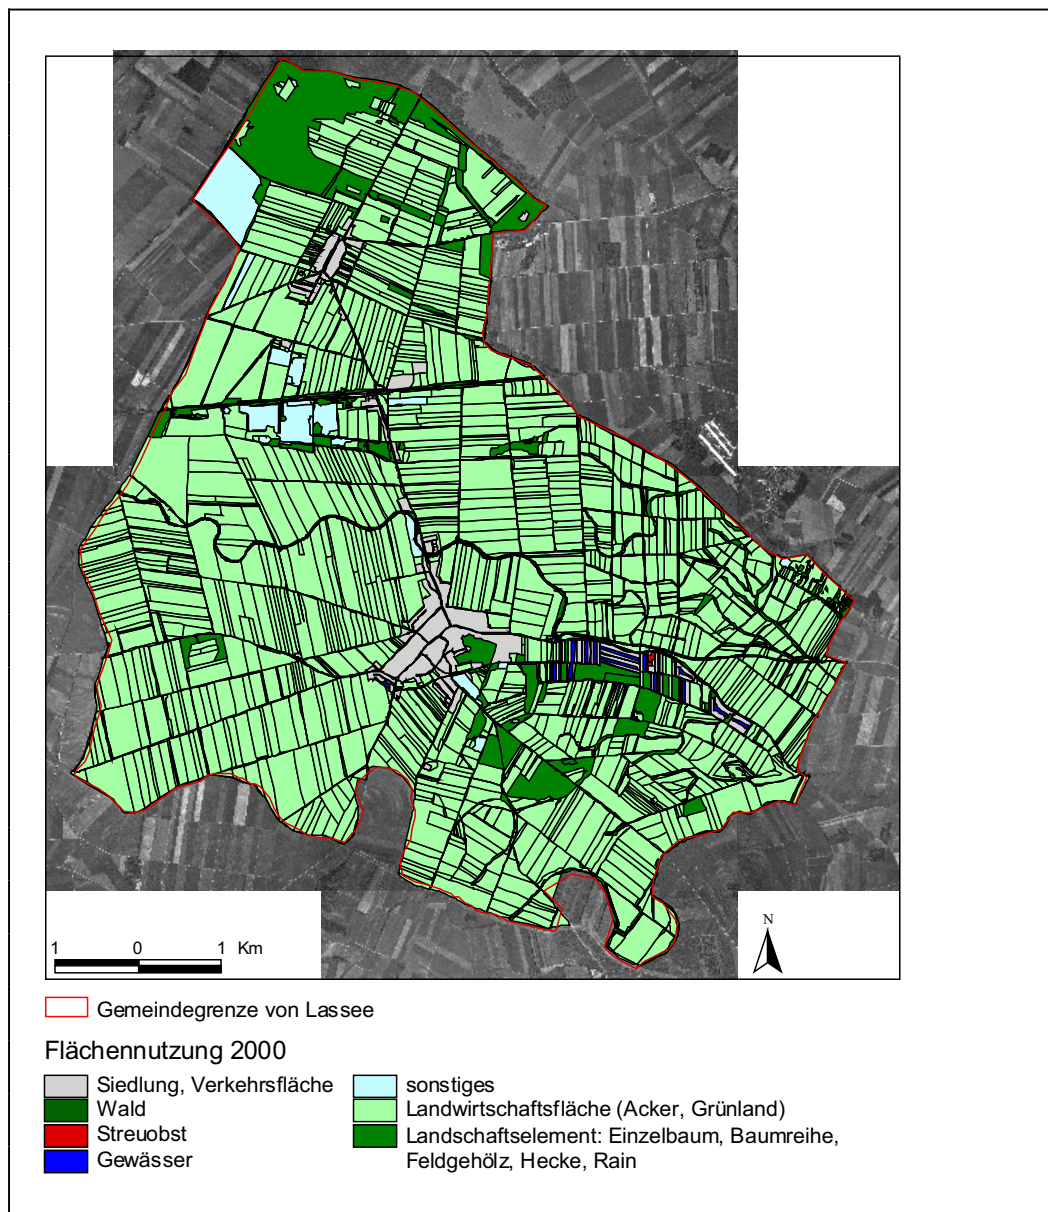 N
1 0 1 Km
Gemeindegrenze von Lassee
Flächennutzung 2000
Siedlung, Verkehrsfläche
Wald
Streuobst
Gewässer
sonstiges
Landwirtschaftsfläche (Acker, Grünland)
Landschaftselement: Einzelbaum, Baumreihe,
Feldgehölz, Hecke, Rain